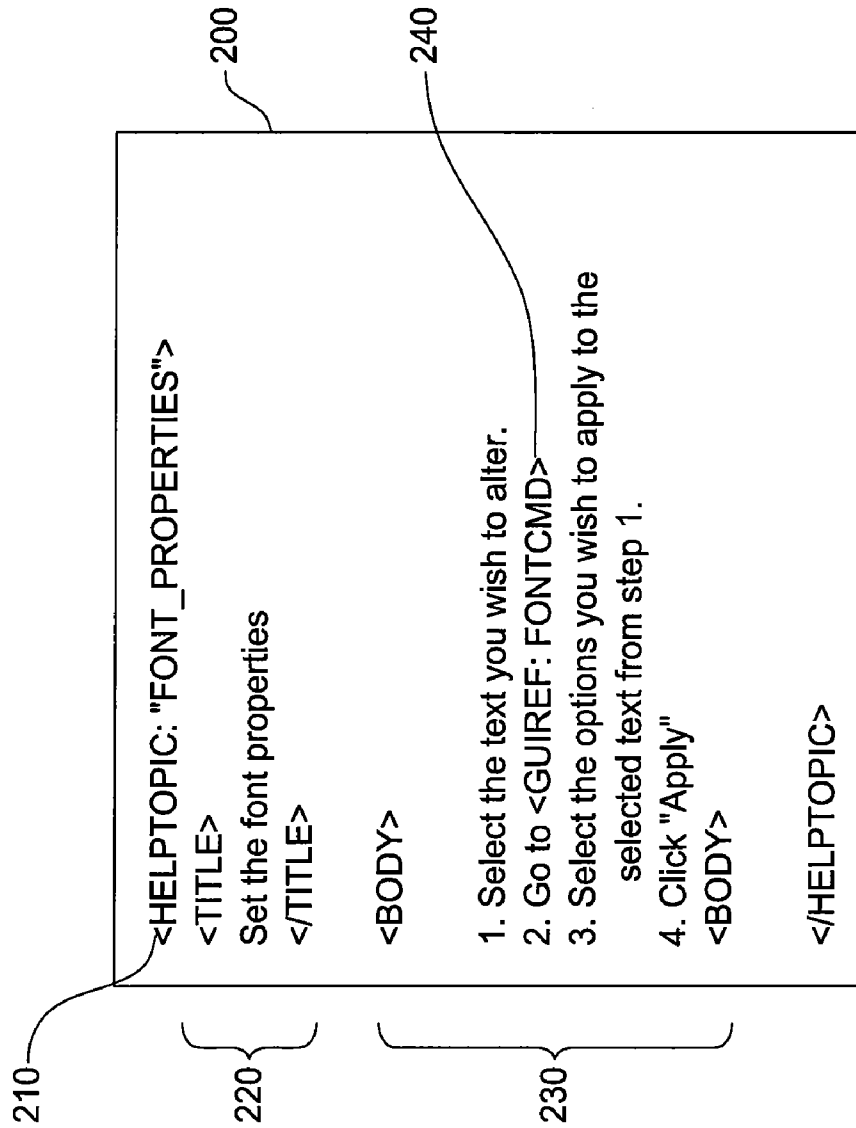 200
210
<HELPTOPIC: "FONT_PROPERTIES">
220
<TITLE>
Set the font properties
</TITLE>
230
<BODY>
1. Select the text you wish to alter.
2. Go to <GUIREF: FONTCMD>
240
3. Select the options you wish to apply to the
selected text from step 1.
4. Click "Apply"
<BODY>
</HELPTOPIC>